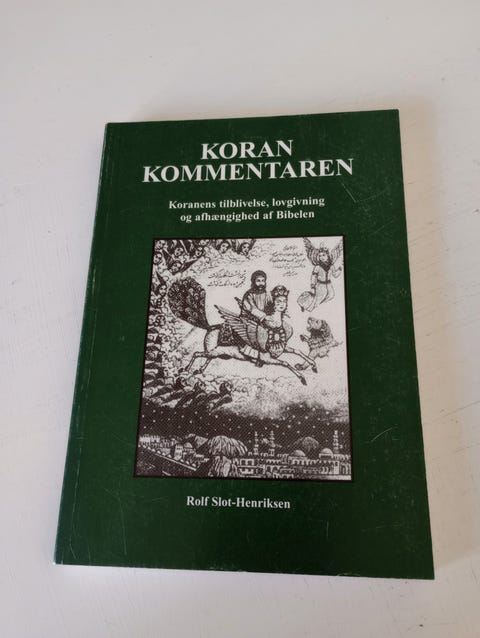 KORAN
KOMMENTAREN
Koranens tilblivelse, lovgivning
og afhængighed af Bibelen
Rolf Slot-Henriksen